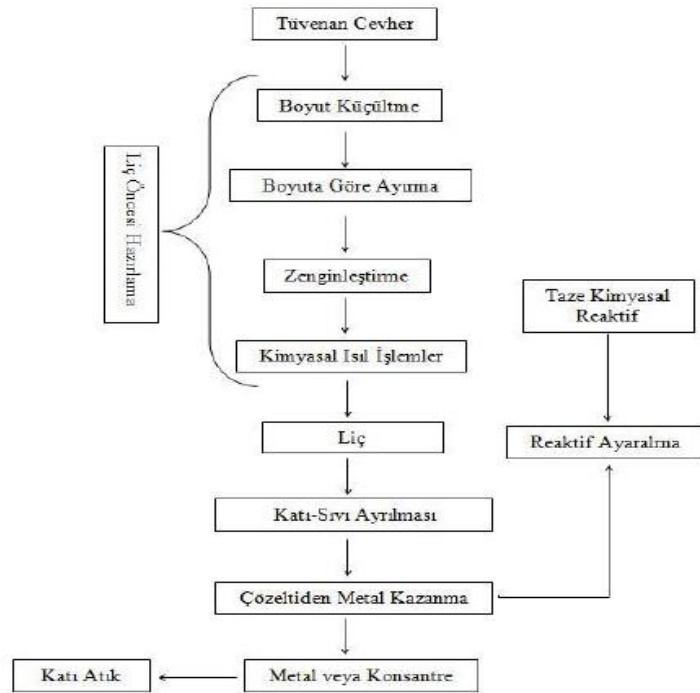 Tüvenan Cevher
Boyut Küçültme
Liç Öncesi Hazırlama
Boyuta Göre Ayırma
Zenginleştirme
Taze Kimyasal
Reaktif
Kimyasal Isıl İşlemler
Liç
Reaktif Ayaralma
Katı-Sıvı Ayrılması
Çözeltiden Metal Kazanma
Katı Atık
Metal veya Konsantre